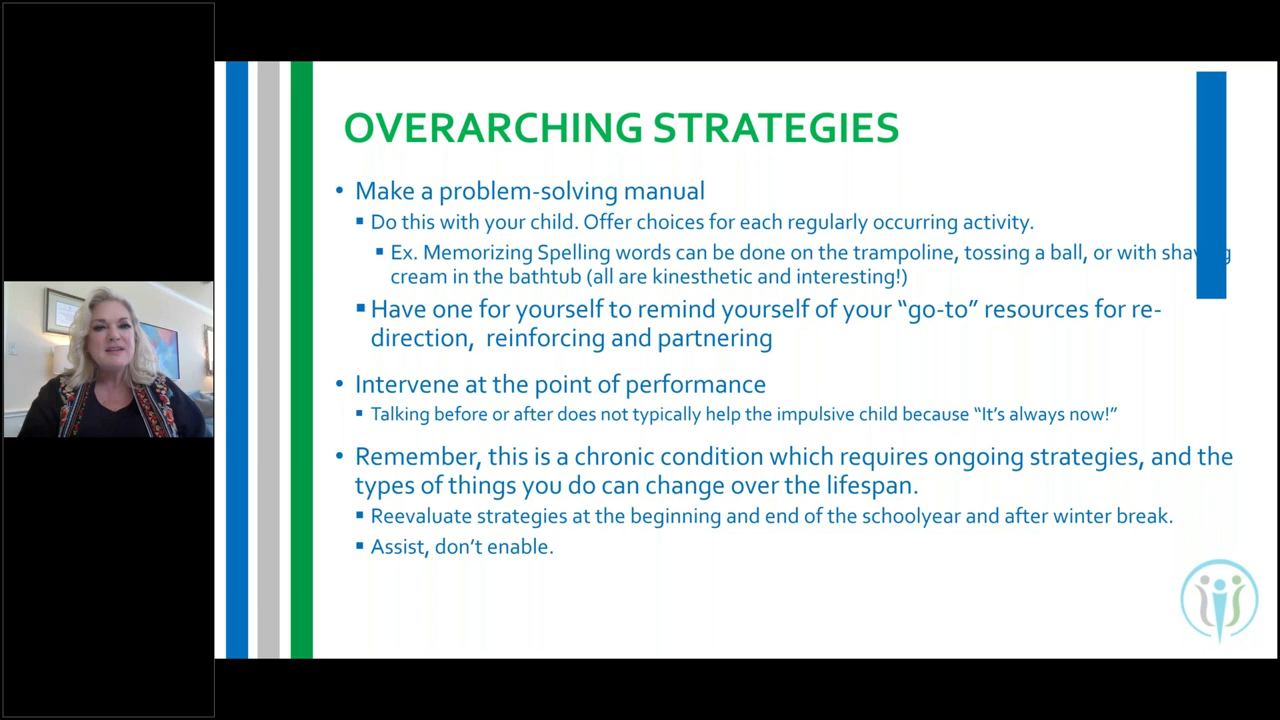 OVERARCHING STRATEGIES
• Make a problem-solving manual
▪ Do this with your child. Offer choices for each regularly occurring activity.
▪ Ex. Memorizing Spelling words can be done on the trampoline, tossing a ball, or with shaving
cream in the bathtub (all are kinesthetic and interesting!)
▪ Have one for yourself to remind yourself of your “go-to” resources for re-
direction, reinforcing and partnering
• Intervene at the point of performance
▪ Talking before or after does not typically help the impulsive child because “It’s always now!”
• Remember, this is a chronic condition which requires ongoing strategies, and the
types of things you do can change over the lifespan.
▪ Reevaluate strategies at the beginning and end of the schoolyear and after winter break.
▪ Assist, don’t enable.